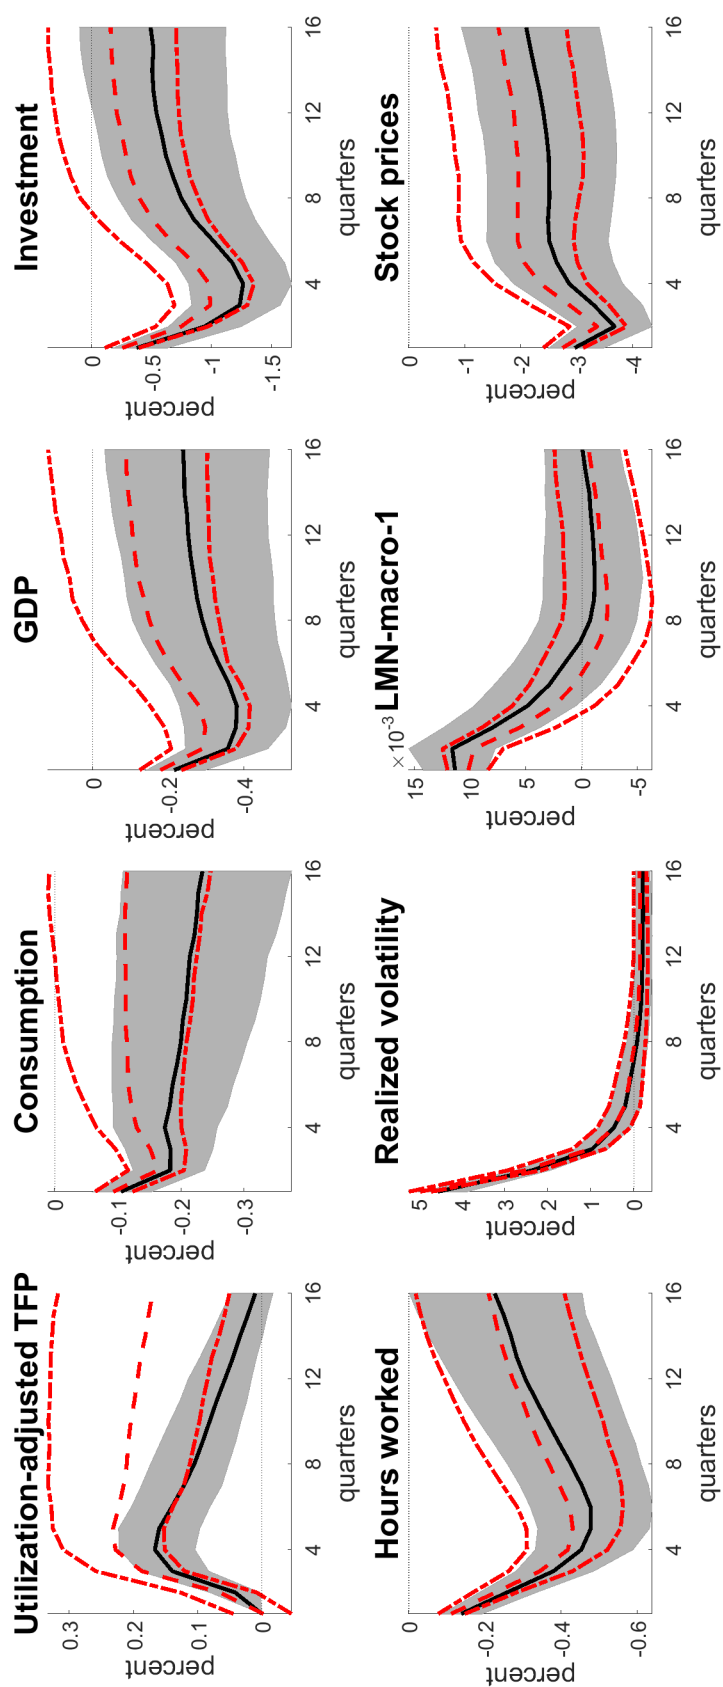 Utilization-adjusted TFP
percent
0.3
0.2
0.1
0
4
8
12
16
quarters
Consumption
percent
0
-0.1
-0.2
-0.3
4
8
12
16
quarters
GDP
percent
0
-0.2
-0.4
4
8
12
16
quarters
Investment
percent
0
-0.5
-1
-1.5
4
8
12
16
quarters
Hours worked
percent
0
-0.2
-0.4
-0.6
4
8
12
16
quarters
Realized volatility
percent
5
4
3
2
1
0
4
8
12
16
quarters
×10⁻³ LMN-macro-1
percent
15
10
5
0
-5
4
8
12
16
quarters
Stock prices
percent
0
-1
-2
-3
-4
4
8
12
16
quarters